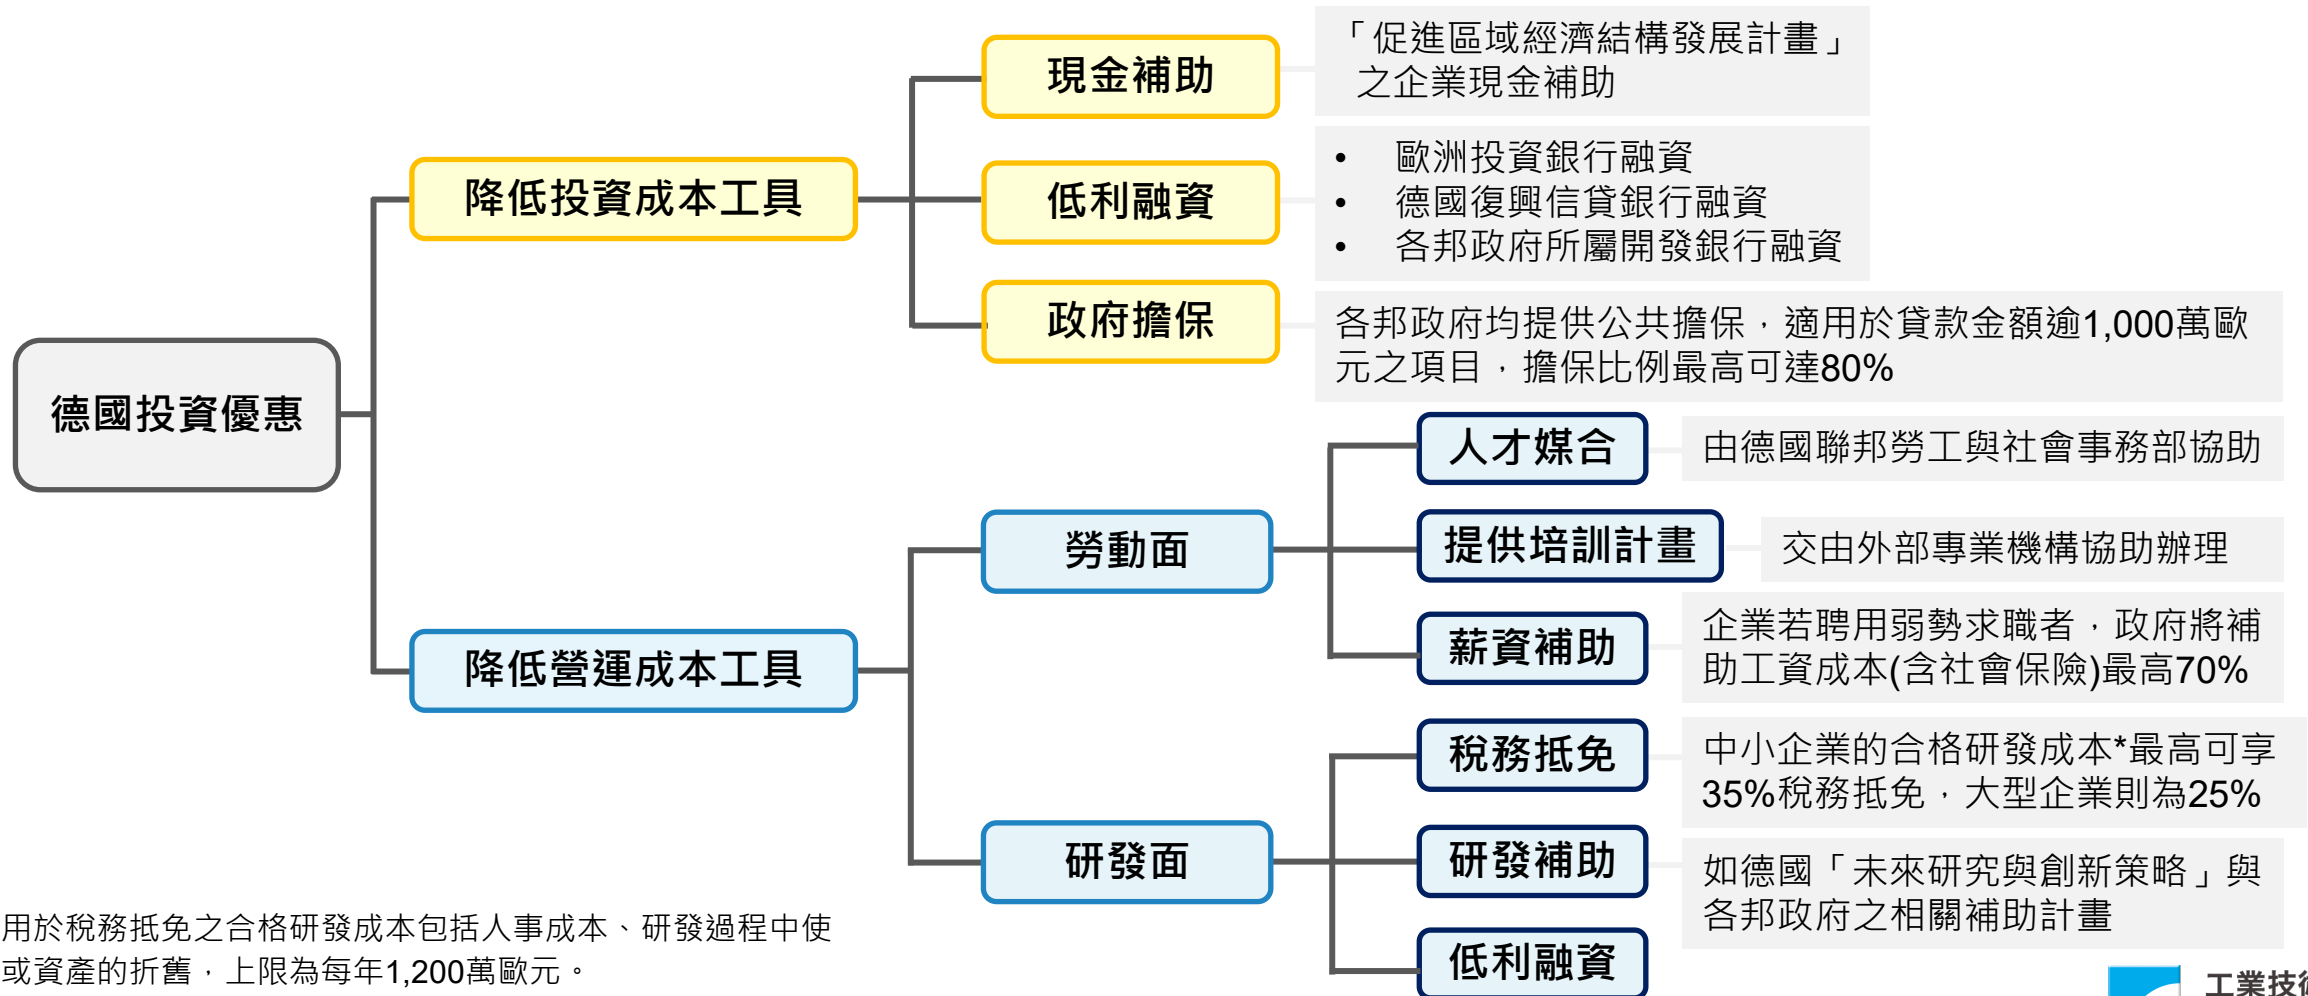 現金補助
「促進區域經濟結構發展計畫」
之企業現金補助
降低投資成本工具
低利融資
• 歐洲投資銀行融資
• 德國復興信貸銀行融資
• 各邦政府所屬開發銀行融資
政府擔保
各邦政府均提供公共擔保，適用於貸款金額逾1,000萬歐
元之項目，擔保比例最高可達80%
德國投資優惠
降低營運成本工具
勞動面
人才媒合
由德國聯邦勞工與社會事務部協助
提供培訓計畫
交由外部專業機構協助辦理
薪資補助
企業若聘用弱勢求職者，政府將補
助工資成本(含社會保險)最高70%
研發面
稅務抵免
中小企業的合格研發成本*最高可享
35%稅務抵免，大型企業則為25%
研發補助
如德國「未來研究與創新策略」與
各邦政府之相關補助計畫
低利融資
用於稅務抵免之合格研發成本包括人事成本、研發過程中使
或資產的折舊，上限為每年1,200萬歐元。
工業技術